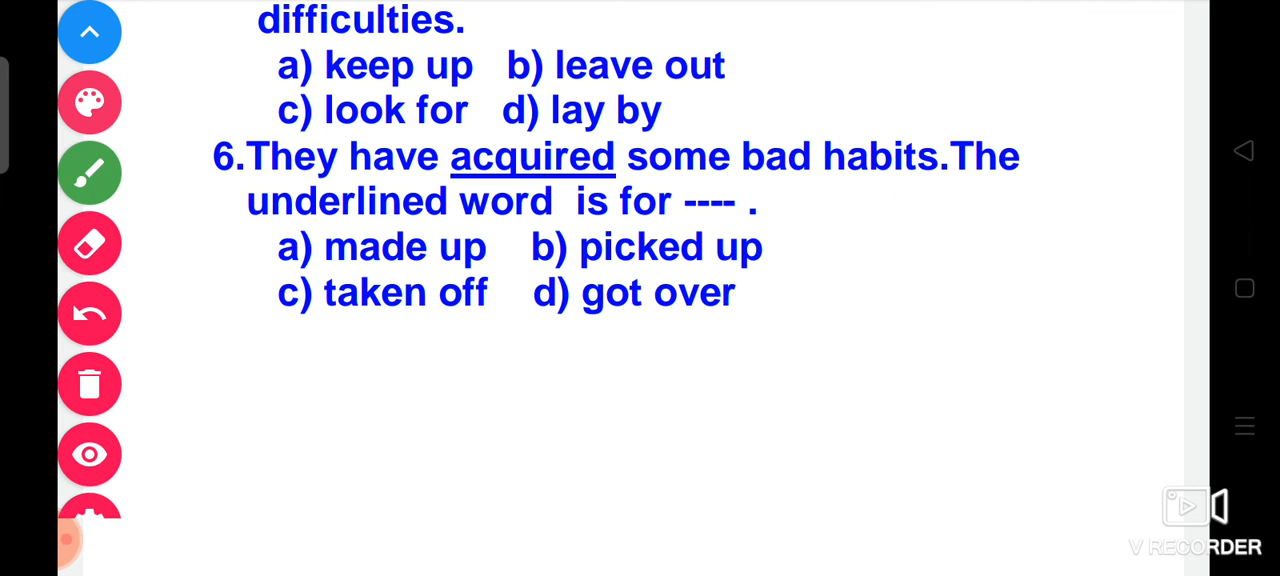 difficulties.
a) keep up b) leave out
c) look for d) lay by
6.They have acquired some bad habits.The
underlined word is for ---- .
a) made up b) picked up
c) taken off d) got over
V RECORDER